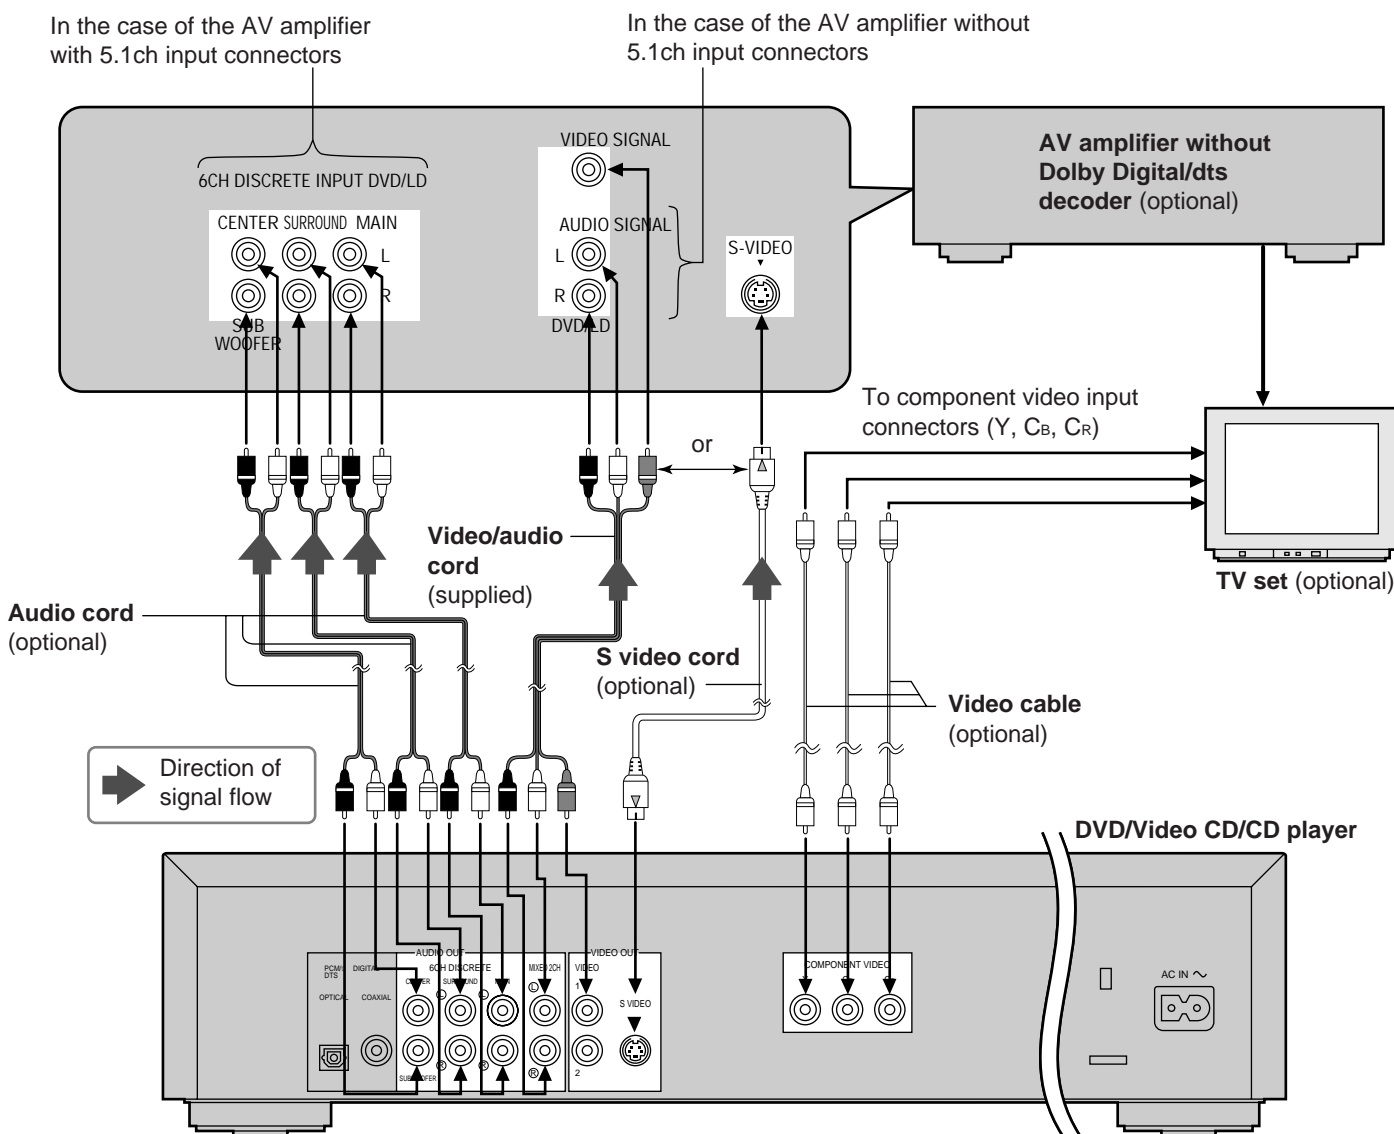 In the case of the AV amplifier
with 5.1ch input connectors
In the case of the AV amplifier without
5.1ch input connectors
VIDEO SIGNAL
6CH DISCRETE INPUT DVD/LD
CENTER SURROUND MAIN
L
R
SUB
WOOFER
AUDIO SIGNAL
L
R
DVD/LD
S-VIDEO
AV amplifier without
Dolby Digital/dts
decoder (optional)
To component video input
connectors (Y, CB, CR)
or
TV set (optional)
Video/audio
cord
(supplied)
Audio cord
(optional)
S video cord
(optional)
Video cable
(optional)
Direction of
signal flow
DVD/Video CD/CD player
AUDIO OUT
VIDEO OUT
PCM/
DTS
DIGITAL
6CH DISCRETE
MIXED 2CH
VIDEO
OPTICAL
COAXIAL
CENTER
SURROUND
MAIN
L
L
L
R
R
R
SUBWOOFER
1
2
S VIDEO
COMPONENT VIDEO
AC IN